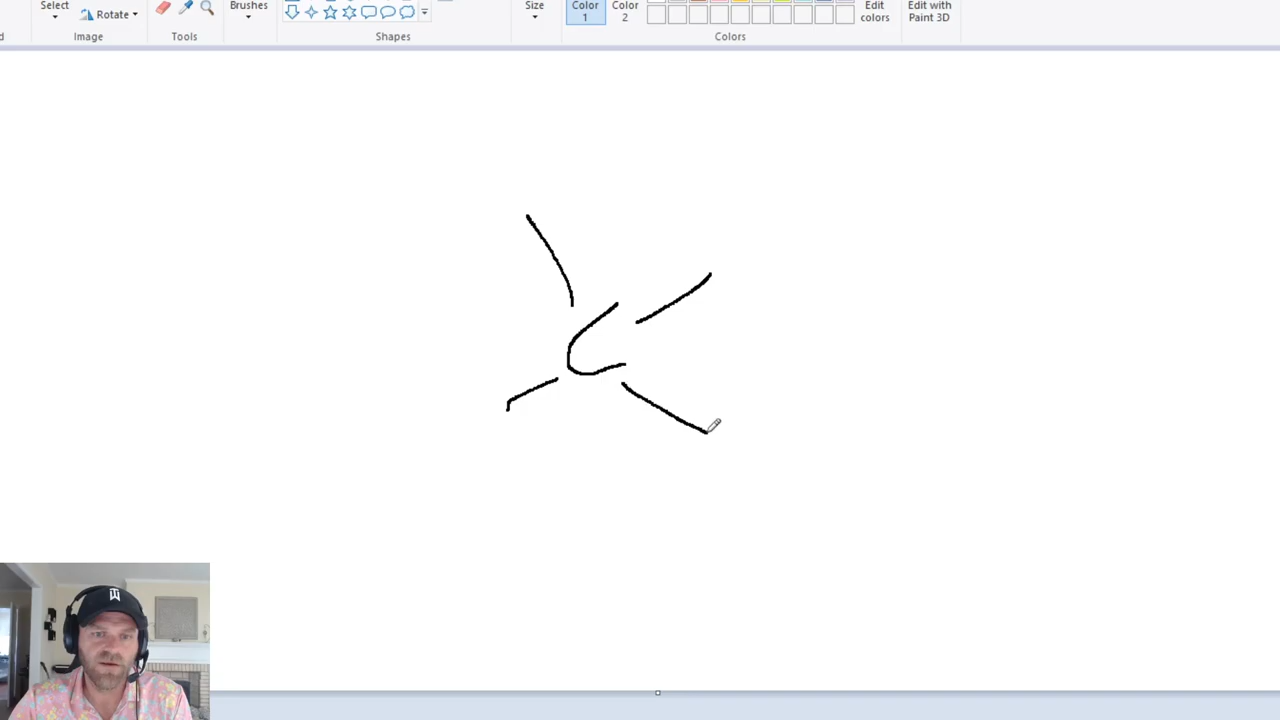 Select Rotate Brushes Size Color 1 Color 2 Edit colors Edit with Paint 3D
Image Tools Shapes Colors
C